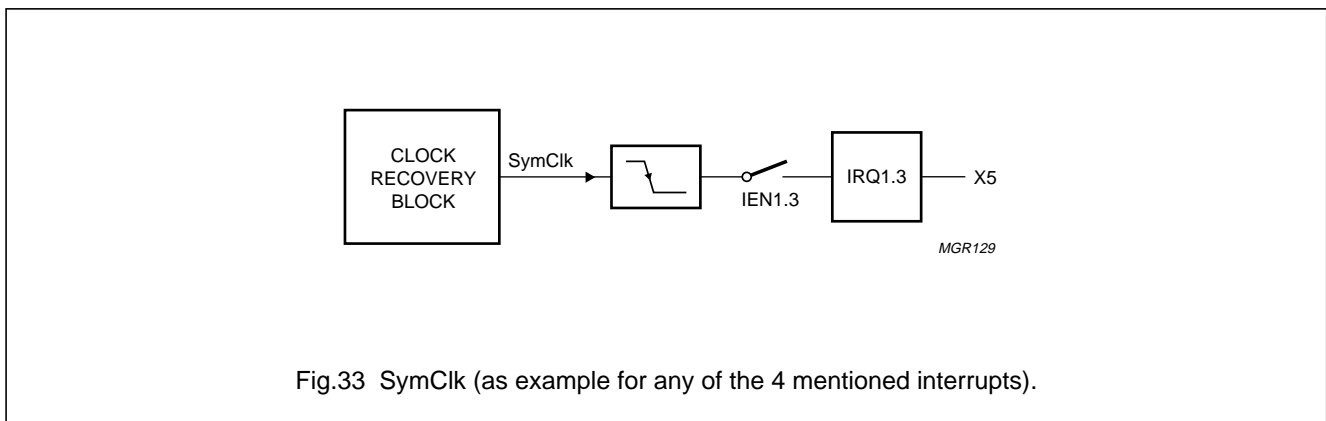 CLOCK
RECOVERY
BLOCK
SymClk
IEN1.3
IRQ1.3
X5
MGR129
Fig.33 SymClk (as example for any of the 4 mentioned interrupts).